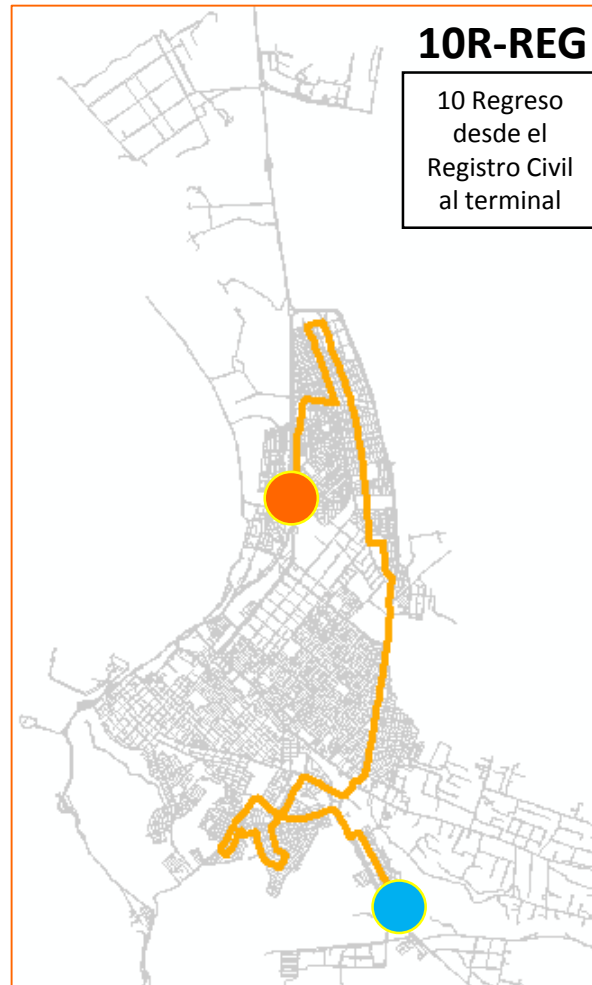 10R-REG
10 Regreso
desde el
Registro Civil
al terminal